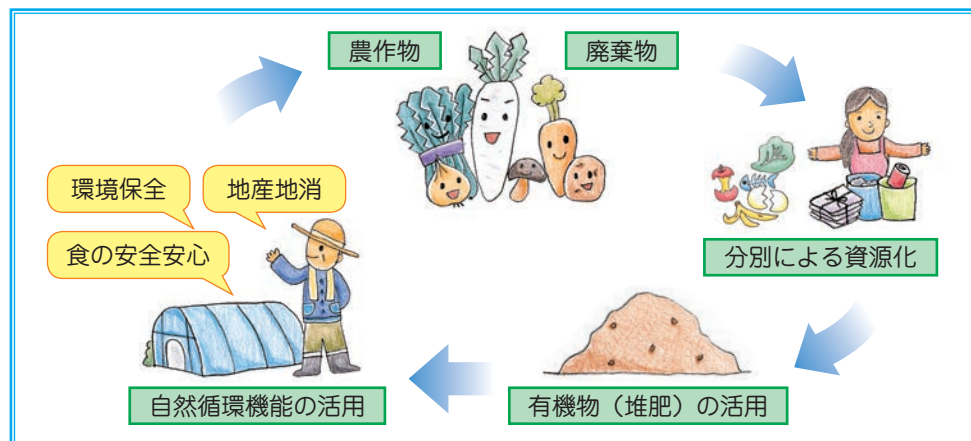 農作物
廃棄物
環境保全
地産地消
食の安全安心
分別による資源化
自然循環機能の活用
有機物（堆肥）の活用